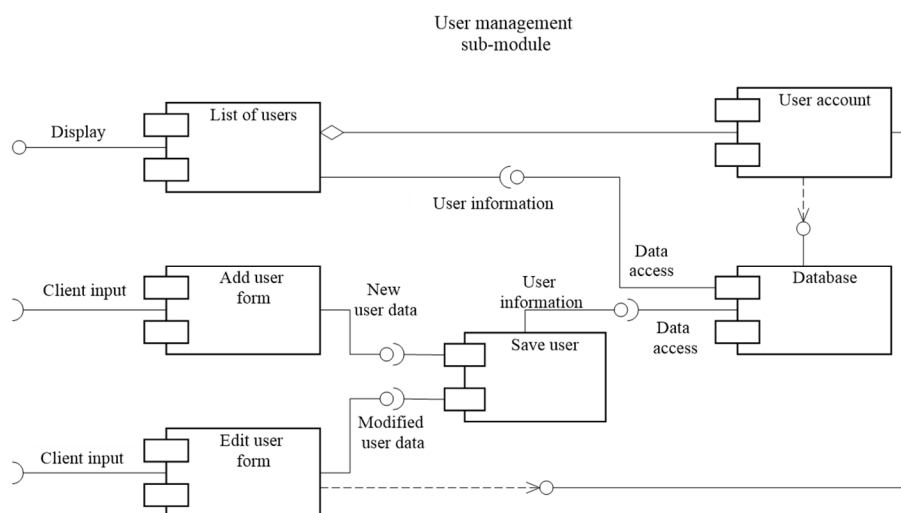 User management
sub-module
List of users
User account
Display
User information
Data
access
Database
Client input
Add user
form
New
user data
User
information
Data
access
Save user
Modified
user data
Client input
Edit user
form